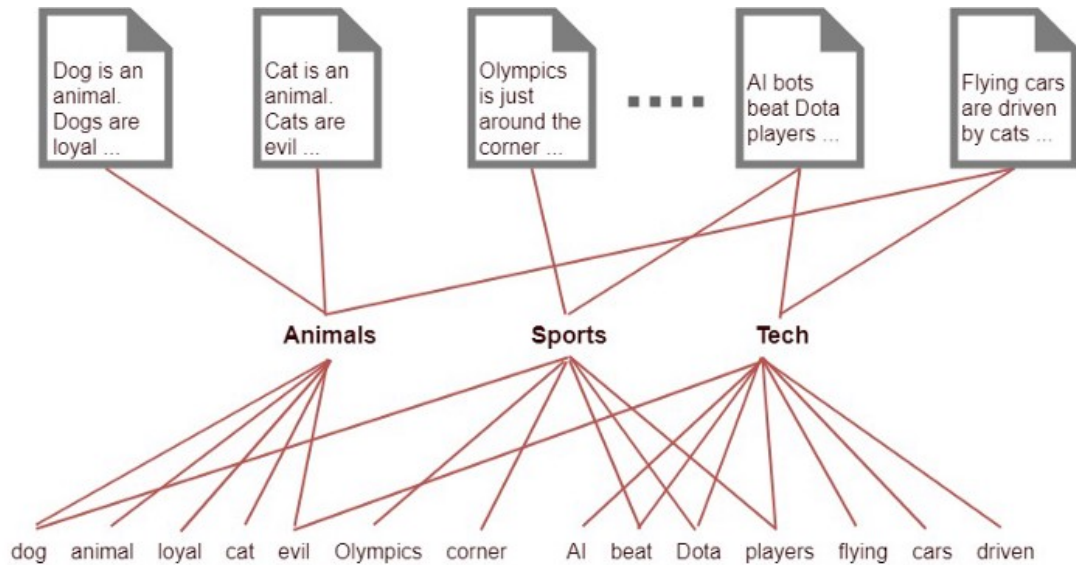 Dog is an
animal.
Dogs are
loyal ...
Cat is an
animal.
Cats are
evil ...
Olympics
is just
around the
corner ...
AI bots
beat Dota
players ...
Flying cars
are driven
by cats ...
Animals Sports Tech
dog animal loyal cat evil Olympics corner AI beat Dota players flying cars driven